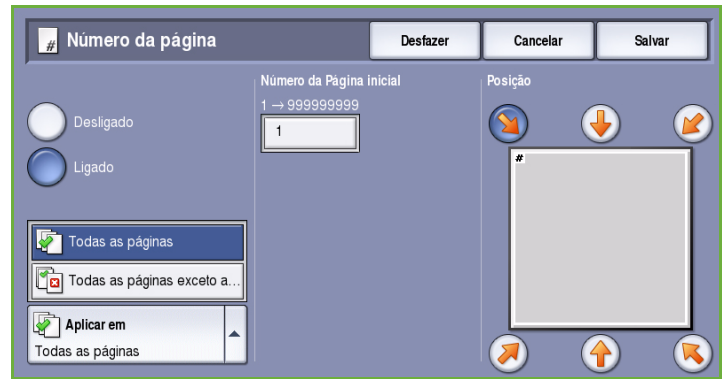 # Número da página
Desfazer
Cancelar
Salvar
Desligado
Ligado
Todas as páginas
Todas as páginas exceto a...
Aplicar em
Todas as páginas
Número da Página inicial
1 → 999999999
1
Posição
#